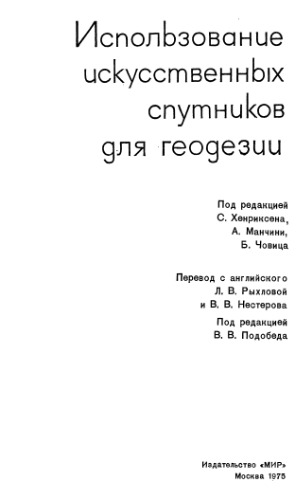 Использование
искусственных
спутников
для геодезии
Под редакцией
С. Хенриксена,
А. Манчини,
Б. Човица
Перевод с английского
Л. В. Рыхловой
и В. В. Нестерова
Под редакцией
В. В. Подобеда
Издательство «МИР»
Москва 1975